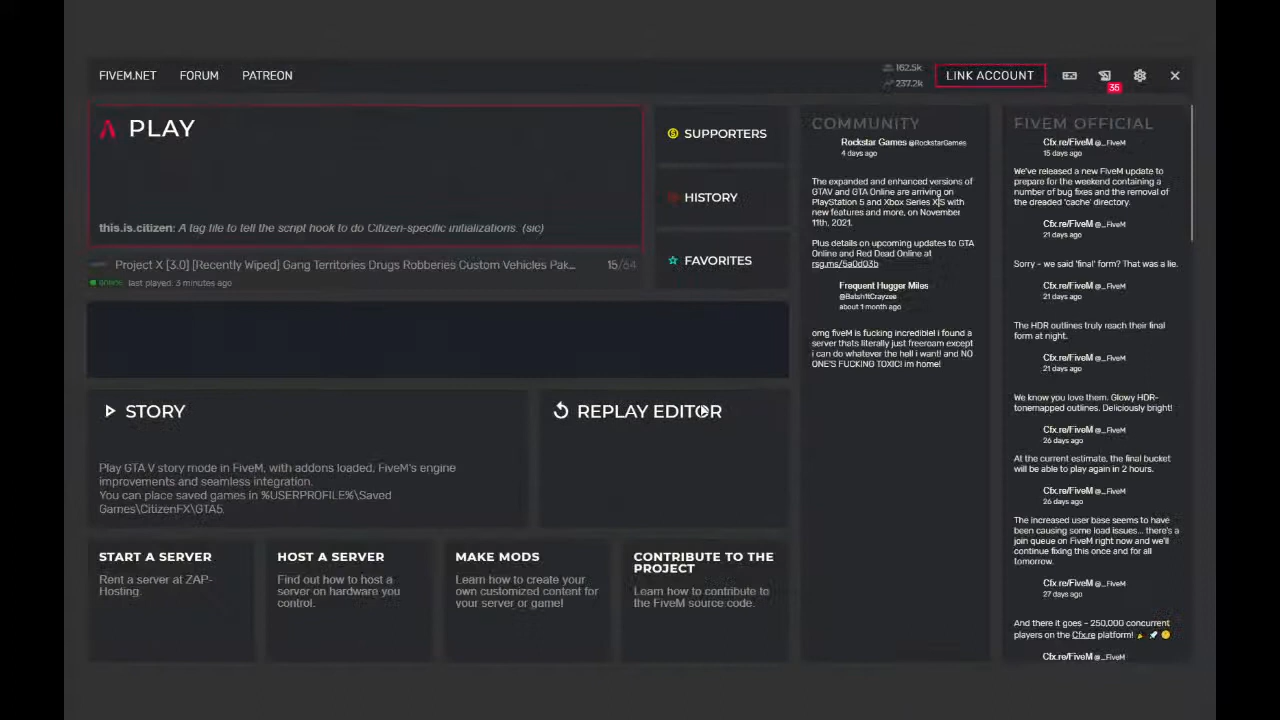 FIVEM.NET
FORUM
PATREON
162.5k
237.2k
LINK ACCOUNT
35
PLAY
this.is.citizen: A tag file to tell the script hook to do Citizen-specific initializations. (sic)
Project X [3.0] [Recently Wiped] Gang Territories Drugs Robberies Custom Vehicles Pak...
15/64
last played: 3 minutes ago
SUPPORTERS
HISTORY
FAVORITES
STORY
Play GTA V story mode in FiveM, with addons loaded, FiveM's engine
improvements and seamless integration.
You can place saved games in %USERPROFILE%\Saved
Games\CitizenFX\GTA5.
REPLAY EDITOR
START A SERVER
Rent a server at ZAP-
Hosting.
HOST A SERVER
Find out how to host a
server on hardware you
control.
MAKE MODS
Learn how to create your
own customized content for
your server or game!
CONTRIBUTE TO THE
PROJECT
Learn how to contribute to
the FiveM source code.
COMMUNITY
Rockstar Games @RockstarGames
4 days ago
The expanded and enhanced versions of
GTAV and GTA Online are arriving on
PlayStation 5 and Xbox Series X|S with
new features and more, on November
11th, 2021.
Plus details on upcoming updates to GTA
Online and Red Dead Online at
rsg.ms/5a0d03b
Frequent Hugger Miles
@Batsh1tCrayzee
about 1 month ago
omg fiveM is fucking incredible! i found a
server thats literally just freeroam except
i can do whatever the hell i want! and NO
ONE'S FUCKING TOXIC! im home!
FIVEM OFFICIAL
Cfx.re/FiveM @_FiveM
15 days ago
We've released a new FiveM update to
prepare for the weekend containing a
number of bug fixes and the removal of
the dreaded 'cache' directory.
Cfx.re/FiveM @_FiveM
21 days ago
Sorry - we said 'final' form? That was a lie.
Cfx.re/FiveM @_FiveM
21 days ago
The HDR outlines truly reach their final
form at night.
Cfx.re/FiveM @_FiveM
21 days ago
We know you love them. Glowy HDR-
tonemapped outlines. Deliciously bright!
Cfx.re/FiveM @_FiveM
26 days ago
At the current estimate, the final bucket
will be able to play again in 2 hours.
Cfx.re/FiveM @_FiveM
26 days ago
The increased user base seems to have
been causing some load issues... there's a
join queue on FiveM right now and we'll
continue fixing this once and for all
tomorrow.
Cfx.re/FiveM @_FiveM
27 days ago
And there it goes - 250,000 concurrent
players on the Cfx.re platform!
Cfx.re/FiveM @_FiveM